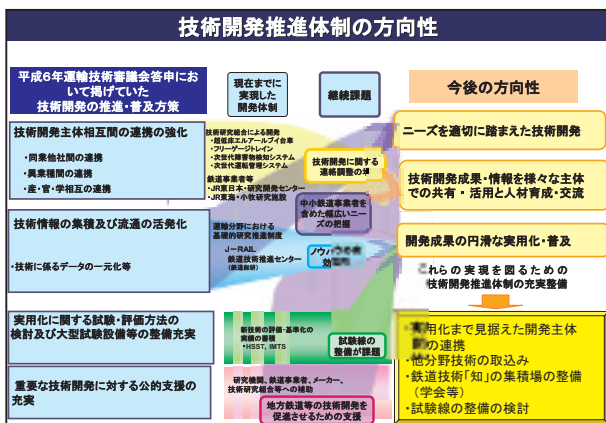 技術開発推進体制の方向性
平成6年運輸技術審議会答申にお
いて掲げていた
技術開発の推進・普及方策
現在までに
実現した
開発体制
継続課題
今後の方向性
技術開発主体相互間の連携の強化
・同業他社間の連携
・異業種間の連携
・産・官・学相互の連携
技術研究組合による開発
・超低床エルアールブイ台車
・フリーゲージトレイン
・次世代障害物検知システム
・次世代運転管理システム
鉄道事業者等
・JR東日本・研究開発センター
・JR東海・小牧研究施設
技術開発に関する
連絡調整の場
中小鉄道事業者を
含めた幅広いニー
ズの把握
ニーズを適切に踏まえた技術開発
技術開発成果・情報を様々な主体
での共有・活用と人材育成・交流
開発成果の円滑な実用化・普及
技術情報の集積及び流通の活発化
・技術に係るデータの一元化等
運輸分野における
基礎的研究推進制度
J－RAIL
鉄道技術推進センター
(鉄道総研)
ノウハウ
これらの実現を図るための
技術開発推進体制の充実整備
実用化に関する試験・評価方法の
検討及び大型試験設備等の整備充実
新技術の評価・基準化の
実績の蓄積
・HSST, IMTS
試験線の
整備が課題
重要な技術開発に対する公的支援の
充実
研究機関、鉄道事業者、メーカー、
技術研究組合等への補助
地方鉄道等の技術開発を
促進させるための支援
用化まで見据えた開発主体
の連携
・他分野技術の取込み
・鉄道技術「知」の集積場の整備
（学会等）
・試験線の整備の検討